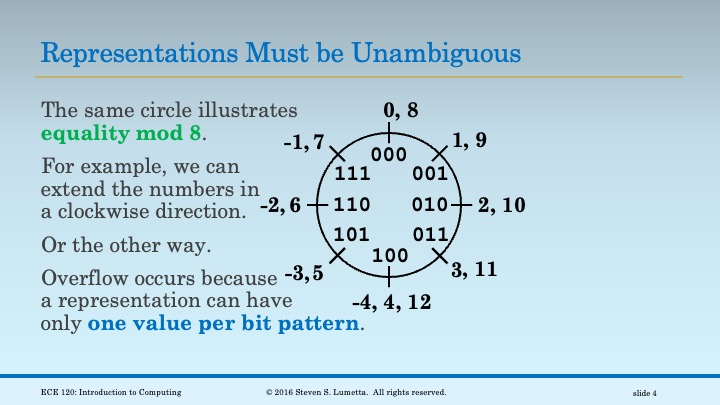 Representations Must be Unambiguous
The same circle illustrates
equality mod 8.
For example, we can
extend the numbers in
a clockwise direction.
Or the other way.
Overflow occurs because
a representation can have
only one value per bit pattern.
0, 8
-1, 7
1, 9
000
111
001
-2, 6
110
010
2, 10
101
011
100
-3, 5
3, 11
-4, 4, 12
ECE 120: Introduction to Computing
© 2016 Steven S. Lumetta. All rights reserved.
slide 4